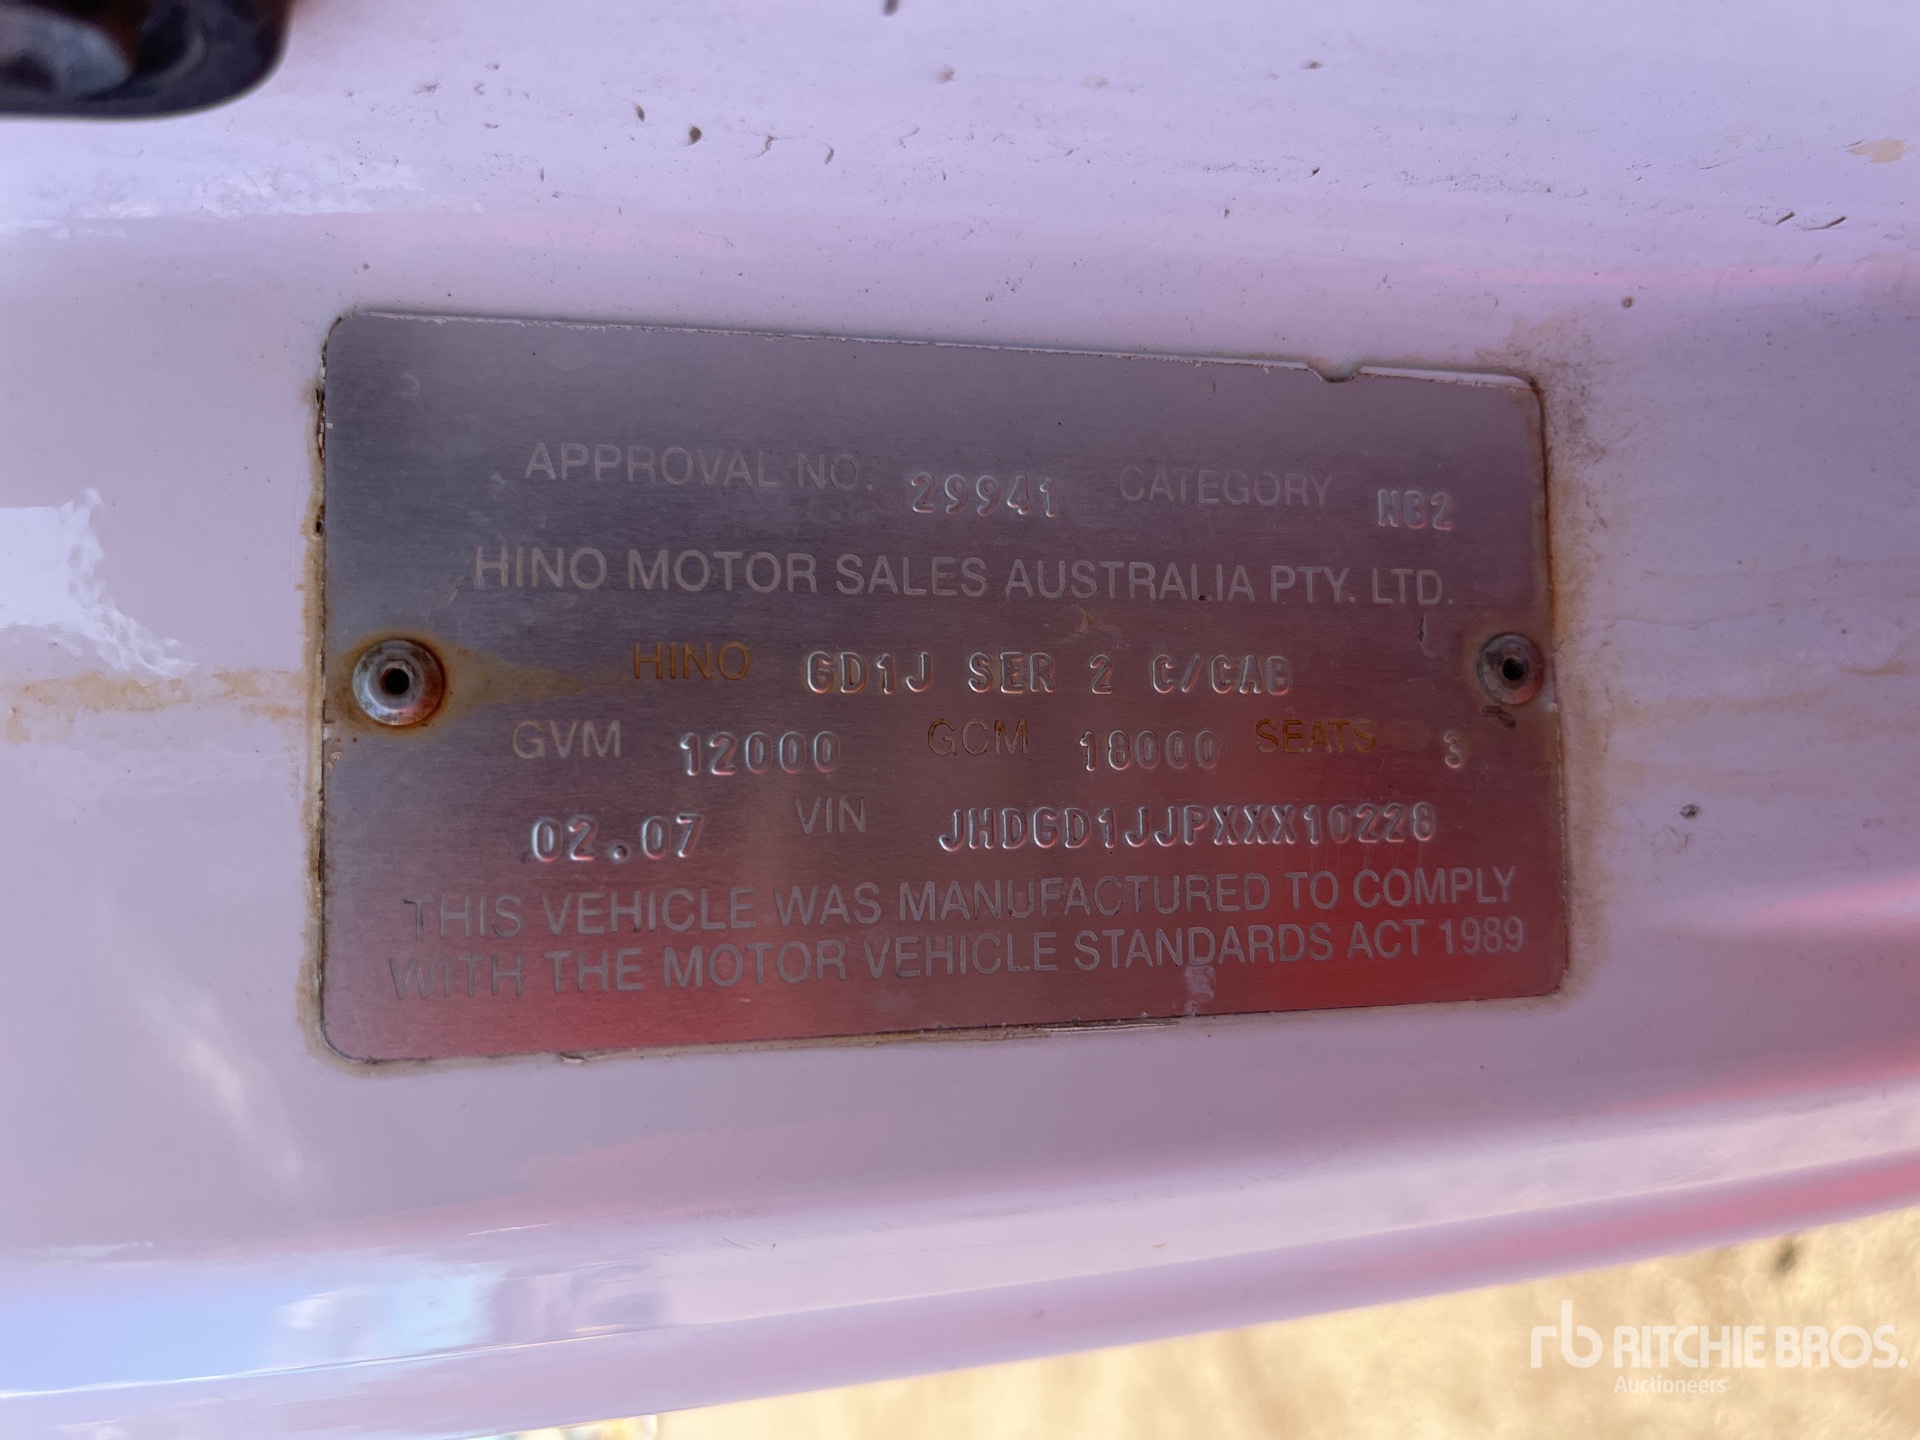 APPROVAL NO. 29941 CATEGORY NB2
HINO MOTOR SALES AUSTRALIA PTY. LTD.
HINO GD1J SER 2 C/CAB
GVM 12000 GCM 18000 SEATS 3
02.07 VIN JHDGD1JJPXXX10228
THIS VEHICLE WAS MANUFACTURED TO COMPLY
WITH THE MOTOR VEHICLE STANDARDS ACT 1989
rb RITCHIE BROS.
Auctioneers